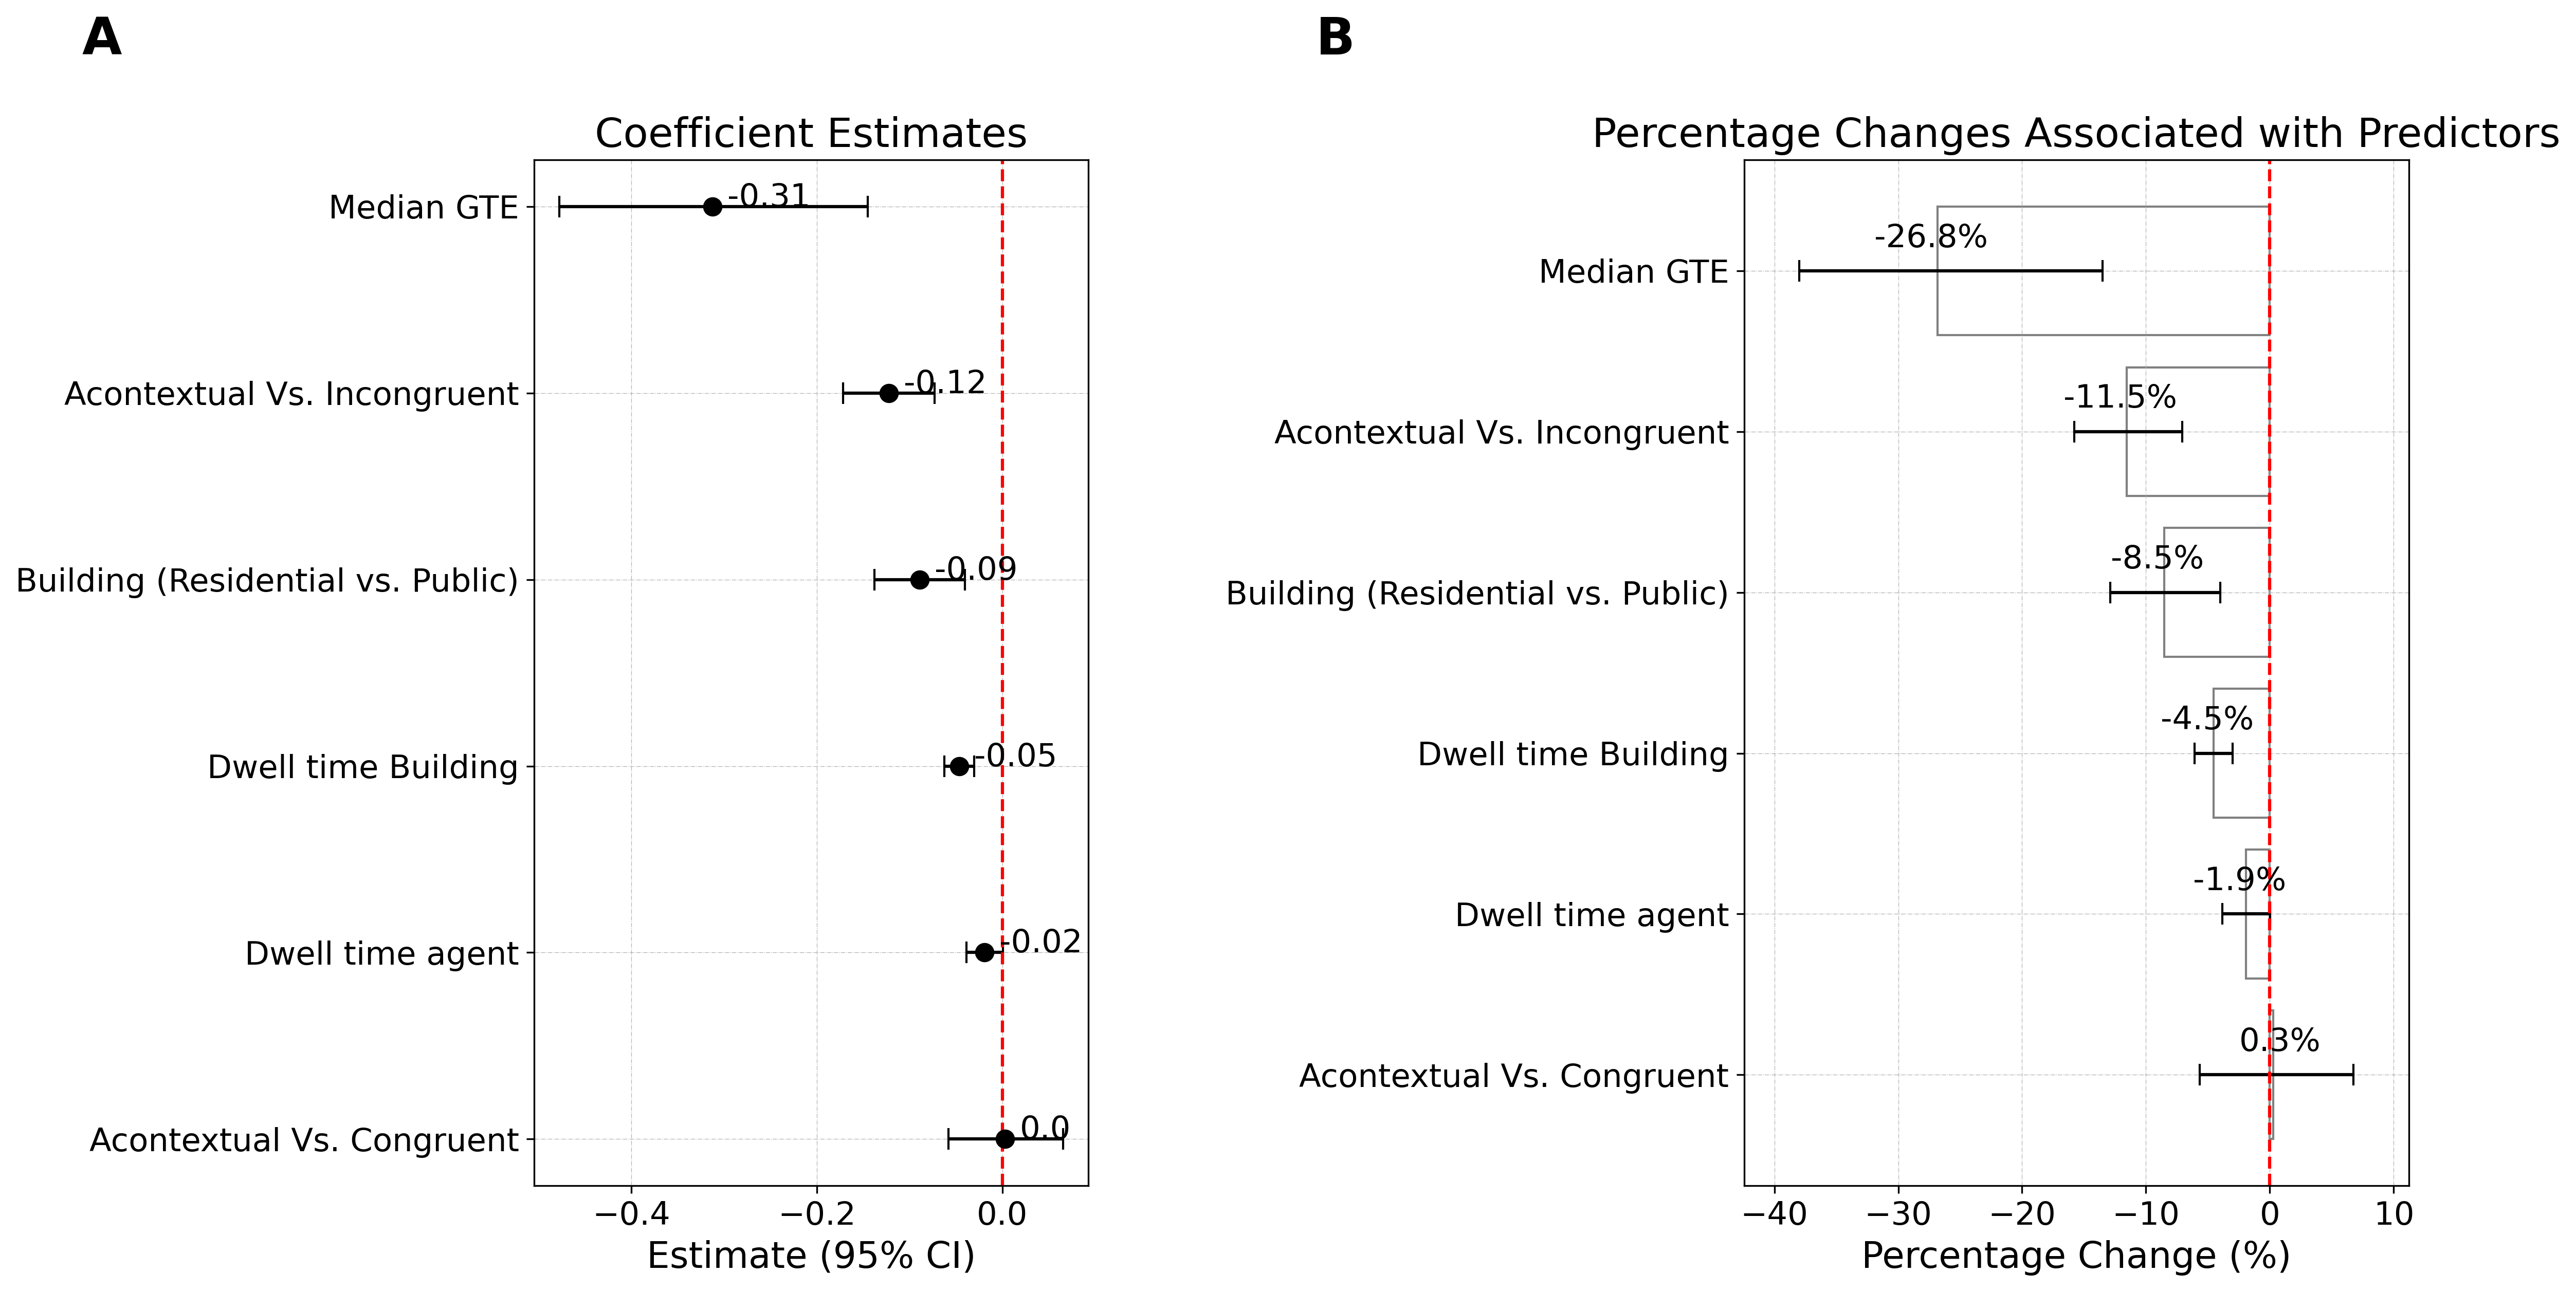 A
Coefficient Estimates
Median GTE
-0.31
Acontextual Vs. Incongruent
-0.12
Building (Residential vs. Public)
-0.09
Dwell time Building
-0.05
Dwell time agent
-0.02
Acontextual Vs. Congruent
0.0
−0.4
−0.2
0.0
Estimate (95% CI)
B
Percentage Changes Associated with Predictors
Median GTE
-26.8%
Acontextual Vs. Incongruent
-11.5%
Building (Residential vs. Public)
-8.5%
Dwell time Building
-4.5%
Dwell time agent
-1.9%
Acontextual Vs. Congruent
0.3%
−40
−30
−20
−10
0
10
Percentage Change (%)